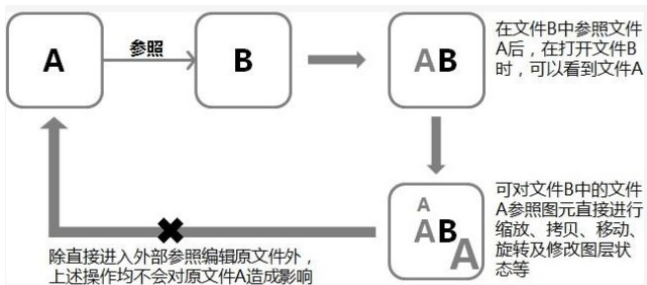 A
参照
B
AB
在文件B中参照文件
A后，在打开文件B
时，可以看到文件A
A
AB
A
可对文件B中的文件
A参照图元直接进行
缩放、拷贝、移动、
旋转及修改图层状
态等
除直接进入外部参照编辑原文件外，
上述操作均不会对原文件A造成影响